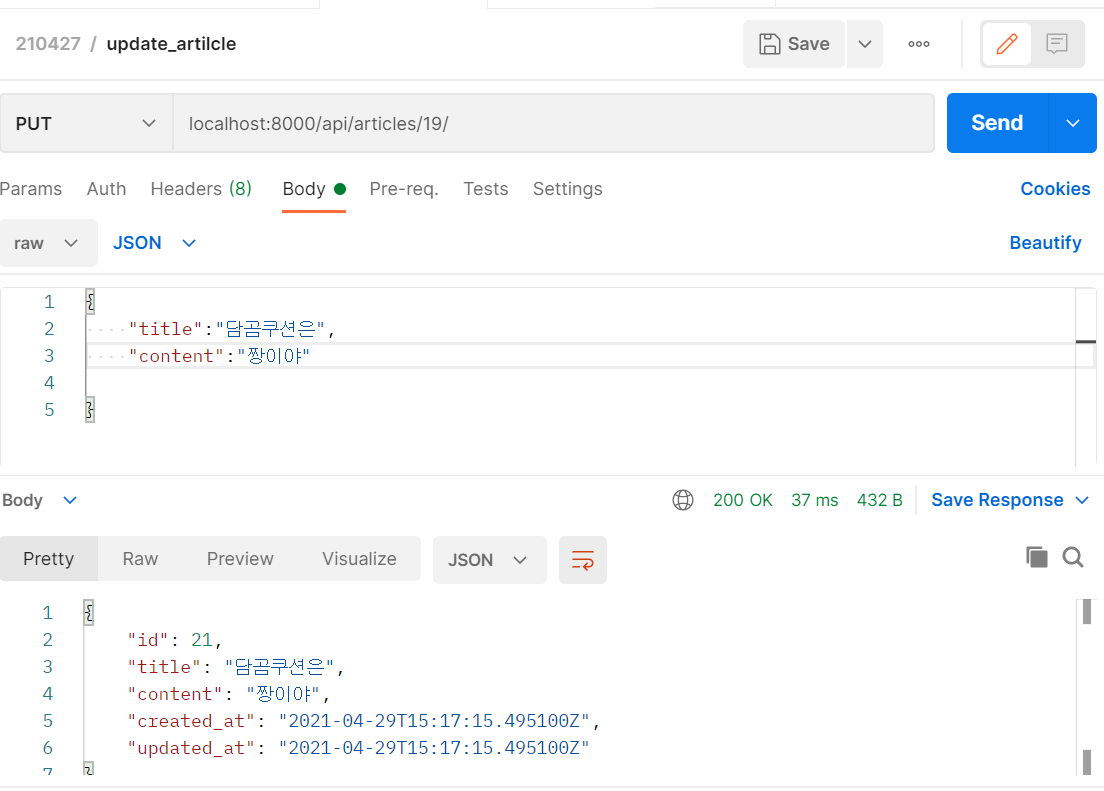 210427 / update_artilcle
Save
PUT
localhost:8000/api/articles/19/
Send
Params Auth Headers (8) Body Pre-req. Tests Settings Cookies
raw JSON Beautify
1 {
2 "title":"담곰쿠션은",
3 "content":"짱이야"
4
5 }
Body 200 OK 37 ms 432 B Save Response
Pretty Raw Preview Visualize JSON
1 {
2 "id": 21,
3 "title": "담곰쿠션은",
4 "content": "짱이야",
5 "created_at": "2021-04-29T15:17:15.495100Z",
6 "updated_at": "2021-04-29T15:17:15.495100Z"
7 }